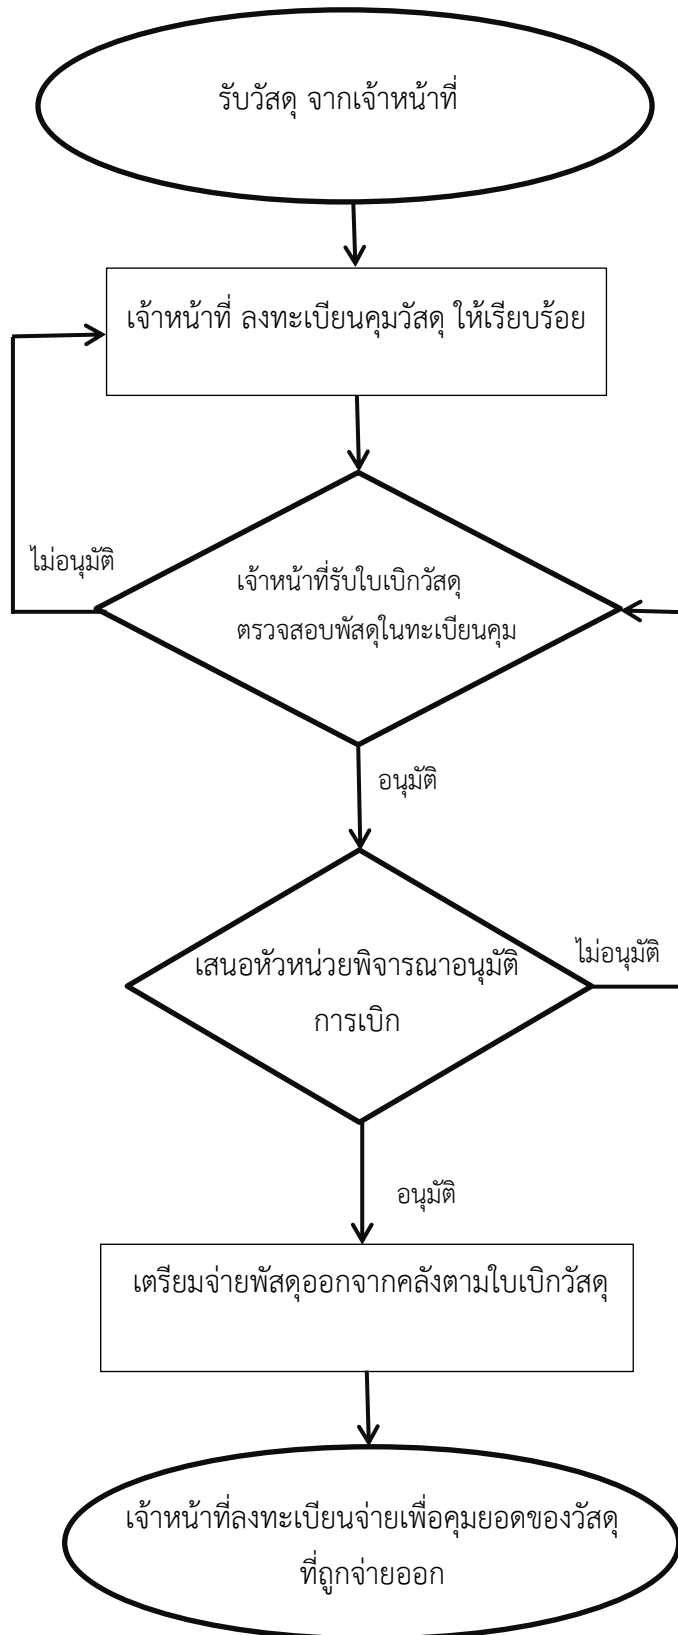 รับวัสดุ จากเจ้าหน้าที่
เจ้าหน้าที่ ลงทะเบียนคุมวัสดุ ให้เรียบร้อย
ไม่อนุมัติ
เจ้าหน้าที่รับใบเบิกวัสดุ
ตรวจสอบพัสดุในทะเบียนคุม
อนุมัติ
เสนอหัวหน่วยพิจารณาอนุมัติ
การเบิก
ไม่อนุมัติ
อนุมัติ
เตรียมจ่ายพัสดุออกจากคลังตามใบเบิกวัสดุ
เจ้าหน้าที่ลงทะเบียนจ่ายเพื่อคุมยอดของวัสดุ
ที่ถูกจ่ายออก